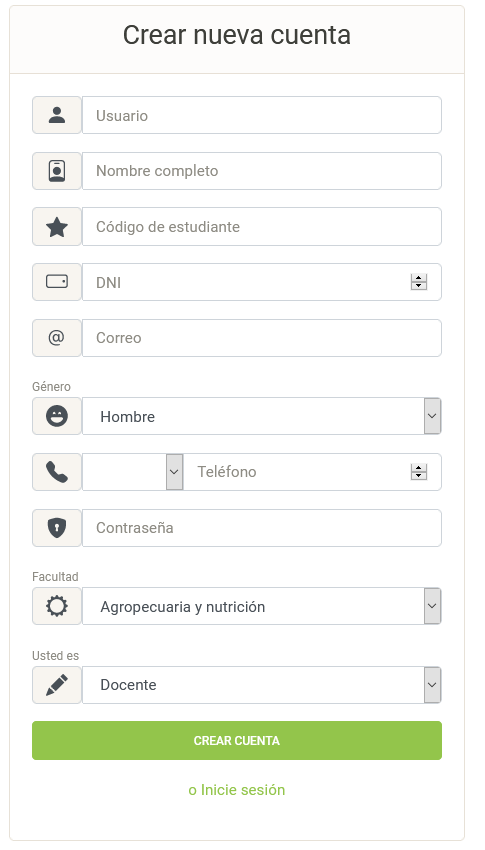 Crear nueva cuenta
Usuario
Nombre completo
Código de estudiante
DNI
@ Correo
Género
Hombre
Teléfono
Contraseña
Facultad
Agropecuaria y nutrición
Usted es
Docente
CREAR CUENTA
o Inicie sesión